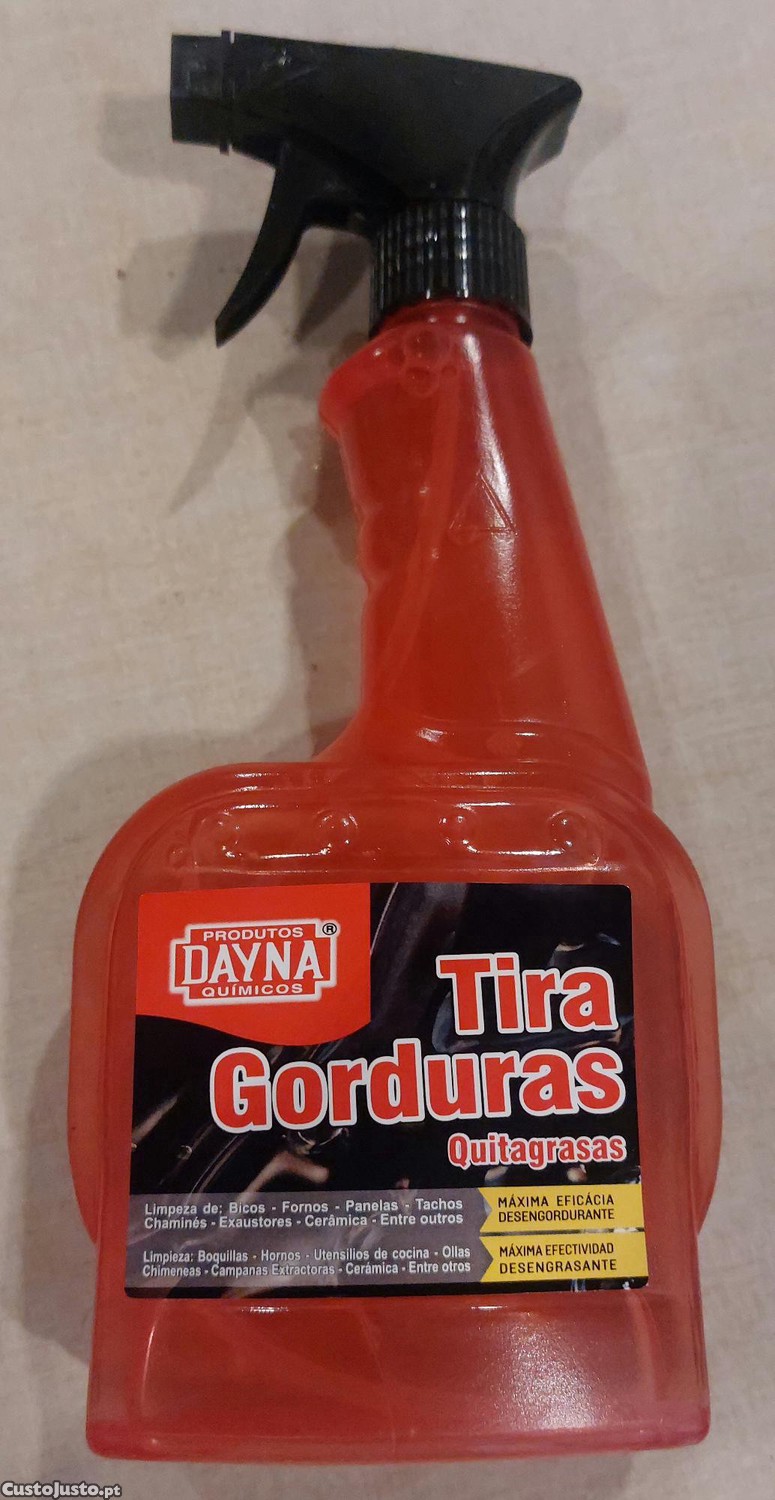 PRODUTOS
DAYNA®
QUÍMICOS
Tira
Gorduras
Quitagrasas
Limpeza de: Bicos - Fornos - Panelas - Tachos
Chaminés - Exaustores - Cerâmica - Entre outros
MÁXIMA EFICÁCIA
DESENGORDURANTE
Limpieza: Boquillas - Hornos - Utensílios de cocina - Ollas
Chimeneas - Campanas Extractoras - Cerámica - Entre otros
MÁXIMA EFECTIVIDAD
DESENGRASANTE
CustoJusto.pt